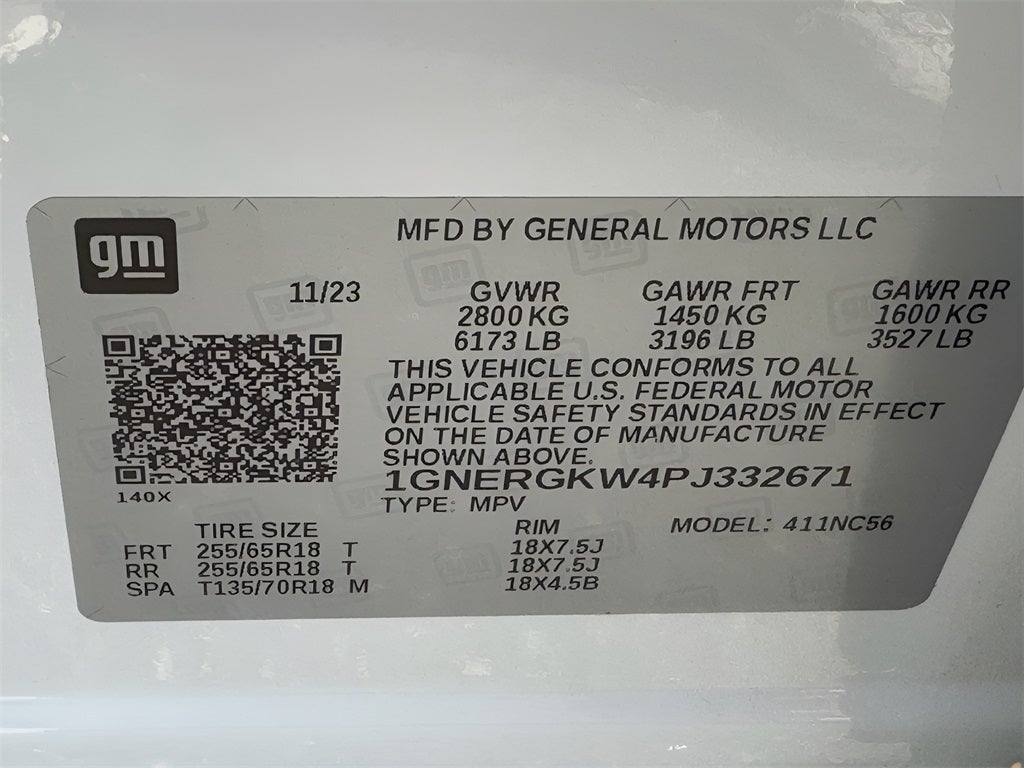 gm
MFD BY GENERAL MOTORS LLC
11/23 GVWR GAWR FRT GAWR RR
2800 KG 1450 KG 1600 KG
6173 LB 3196 LB 3527 LB
THIS VEHICLE CONFORMS TO ALL
APPLICABLE U.S. FEDERAL MOTOR
VEHICLE SAFETY STANDARDS IN EFFECT
ON THE DATE OF MANUFACTURE
SHOWN ABOVE.
1GNERGKW4PJ332671
140X
TYPE: MPV
TIRE SIZE RIM MODEL: 411NC56
FRT 255/65R18 T 18X7.5J
RR 255/65R18 T 18X7.5J
SPA T135/70R18 M 18X4.5B